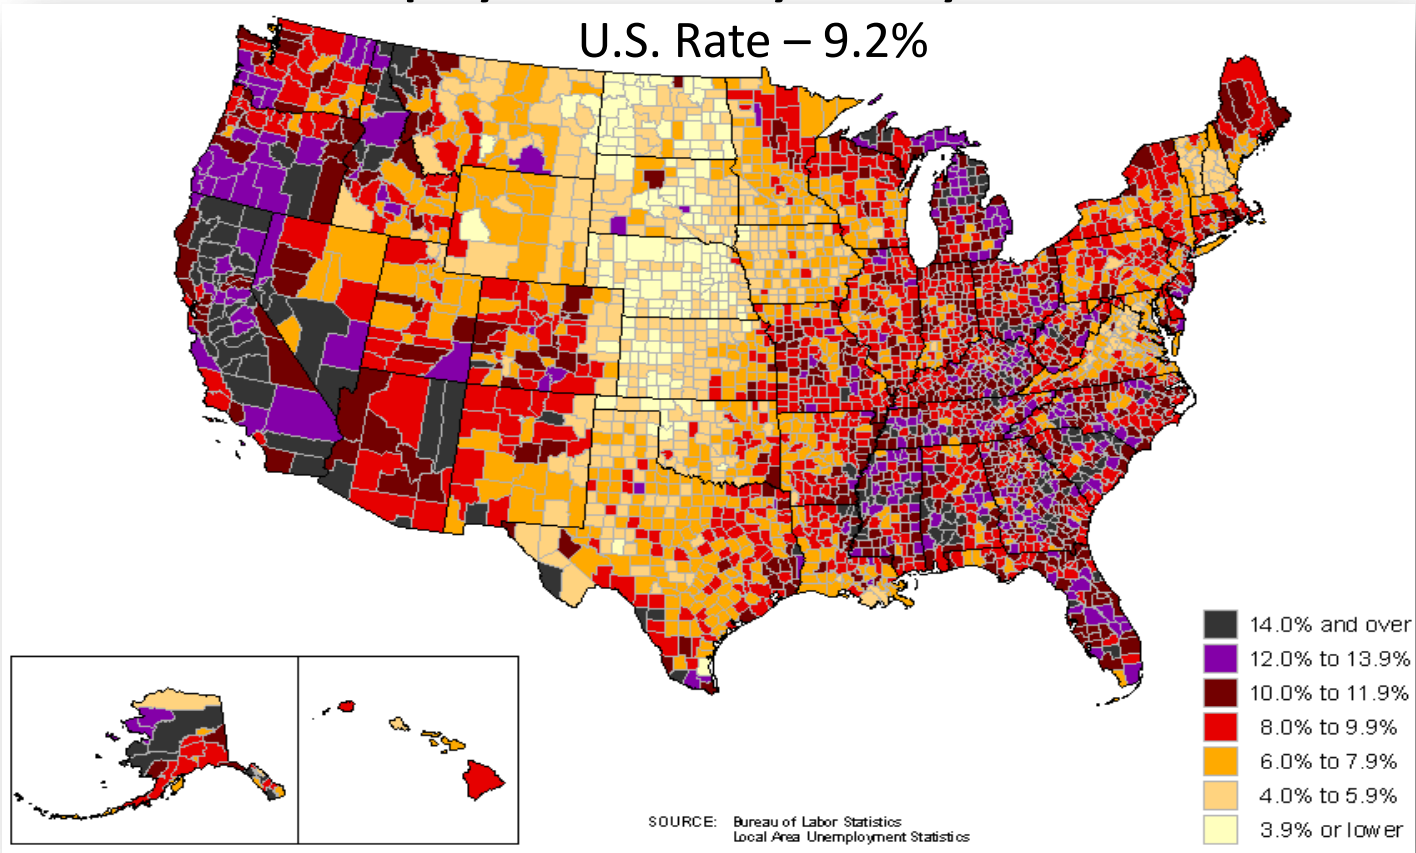 U.S. Rate – 9.2%
14.0% and over
12.0% to 13.9%
10.0% to 11.9%
8.0% to 9.9%
6.0% to 7.9%
4.0% to 5.9%
3.9% or lower
SOURCE: Bureau of Labor Statistics
Local Area Unemployment Statistics